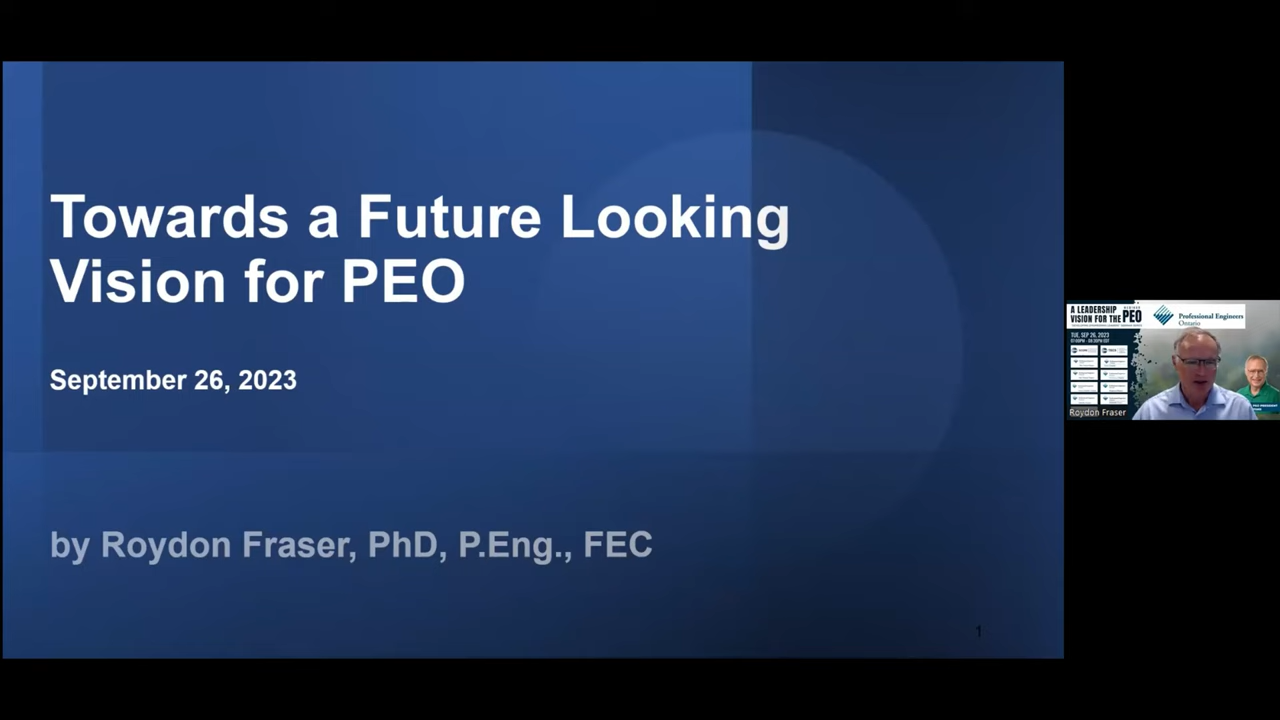 Towards a Future Looking
Vision for PEO
September 26, 2023
by Roydon Fraser, PhD, P.Eng., FEC
1
A LEADERSHIP
VISION FOR THE PEO
TUE, SEP 26, 2023
Professional Engineers
Ontario
Roydon Fraser